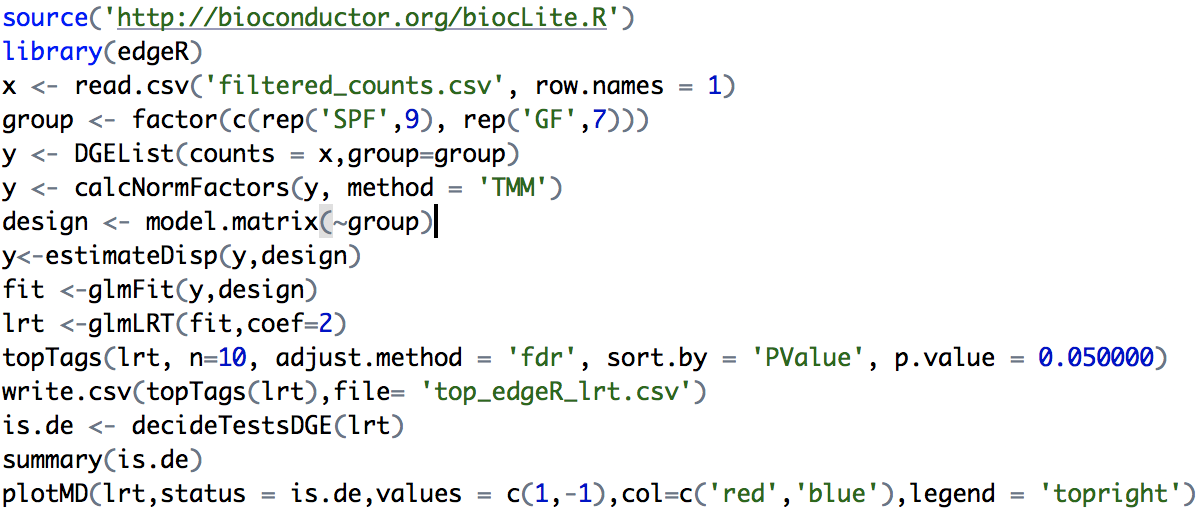 source('http://bioconductor.org/biocLite.R')
library(edgeR)
x <- read.csv('filtered_counts.csv', row.names = 1)
group <- factor(c(rep('SPF',9), rep('GF',7)))
y <- DGEList(counts = x,group=group)
y <- calcNormFactors(y, method = 'TMM')
design <- model.matrix(~group)
y<-estimateDisp(y,design)
fit <-glmFit(y,design)
lrt <-glmLRT(fit,coef=2)
topTags(lrt, n=10, adjust.method = 'fdr', sort.by = 'PValue', p.value = 0.050000)
write.csv(topTags(lrt),file= 'top_edgeR_lrt.csv')
is.de <- decideTestsDGE(lrt)
summary(is.de)
plotMD(lrt,status = is.de,values = c(1,-1),col=c('red','blue'),legend = 'topright')